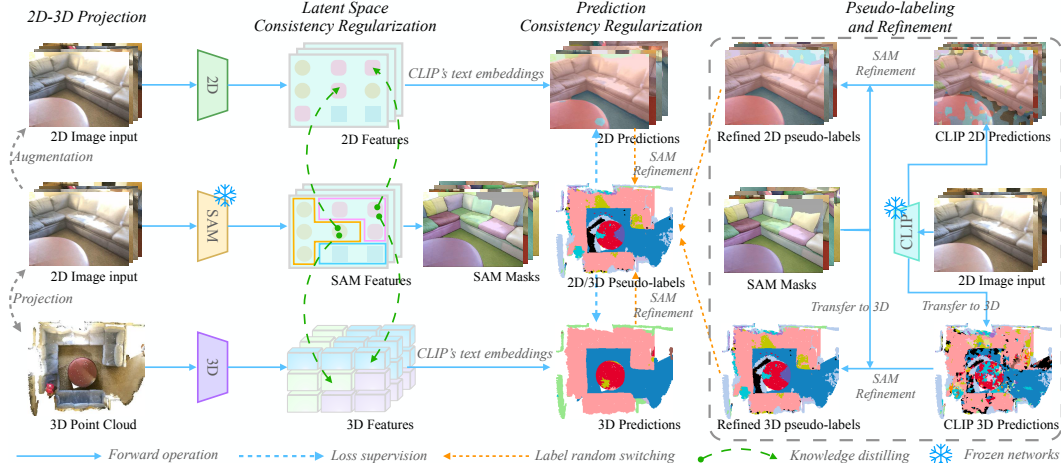 2D-3D Projection
Latent Space
Consistency Regularization
Prediction
Consistency Regularization
Pseudo-labeling
and Refinement
2D
CLIP's text embeddings
SAM
Refinement
2D Image input
2D Features
2D Predictions
Refined 2D pseudo-labels
CLIP 2D Predictions
Augmentation
SAM
Refinement
SAM
CLIP
2D Image input
SAM Features
SAM Masks
2D/3D Pseudo-labels
SAM Masks
2D Image input
Projection
SAM
Refinement
Transfer to 3D
Transfer to 3D
3D
CLIP's text embeddings
SAM
Refinement
3D Point Cloud
3D Features
3D Predictions
Refined 3D pseudo-labels
CLIP 3D Predictions
Forward operation
Loss supervision
Label random switching
Knowledge distilling
Frozen networks